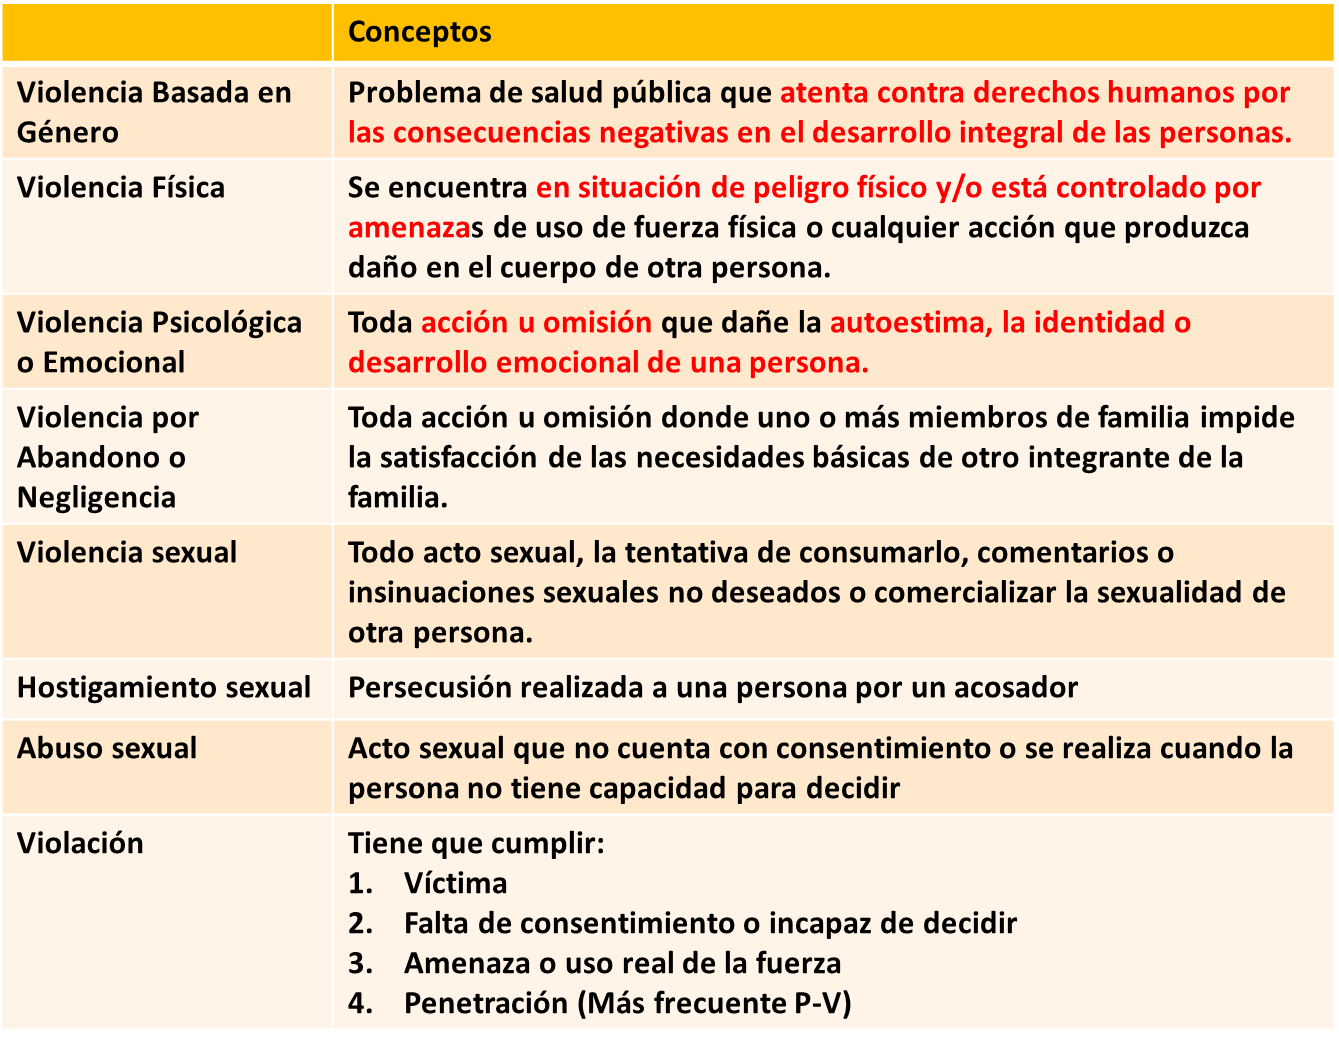 Conceptos
Violencia Basada en
Género
Problema de salud pública que atenta contra derechos humanos por
las consecuencias negativas en el desarrollo integral de las personas.
Violencia Física
Se encuentra en situación de peligro físico y/o está controlado por
amenazas de uso de fuerza física o cualquier acción que produzca
daño en el cuerpo de otra persona.
Violencia Psicológica
o Emocional
Toda acción u omisión que dañe la autoestima, la identidad o
desarrollo emocional de una persona.
Violencia por
Abandono o
Negligencia
Toda acción u omisión donde uno o más miembros de familia impide
la satisfacción de las necesidades básicas de otro integrante de la
familia.
Violencia sexual
Todo acto sexual, la tentativa de consumarlo, comentarios o
insinuaciones sexuales no deseados o comercializar la sexualidad de
otra persona.
Hostigamiento sexual
Persecusión realizada a una persona por un acosador
Abuso sexual
Acto sexual que no cuenta con consentimiento o se realiza cuando la
persona no tiene capacidad para decidir
Violación
Tiene que cumplir:
1. Víctima
2. Falta de consentimiento o incapaz de decidir
3. Amenaza o uso real de la fuerza
4. Penetración (Más frecuente P-V)